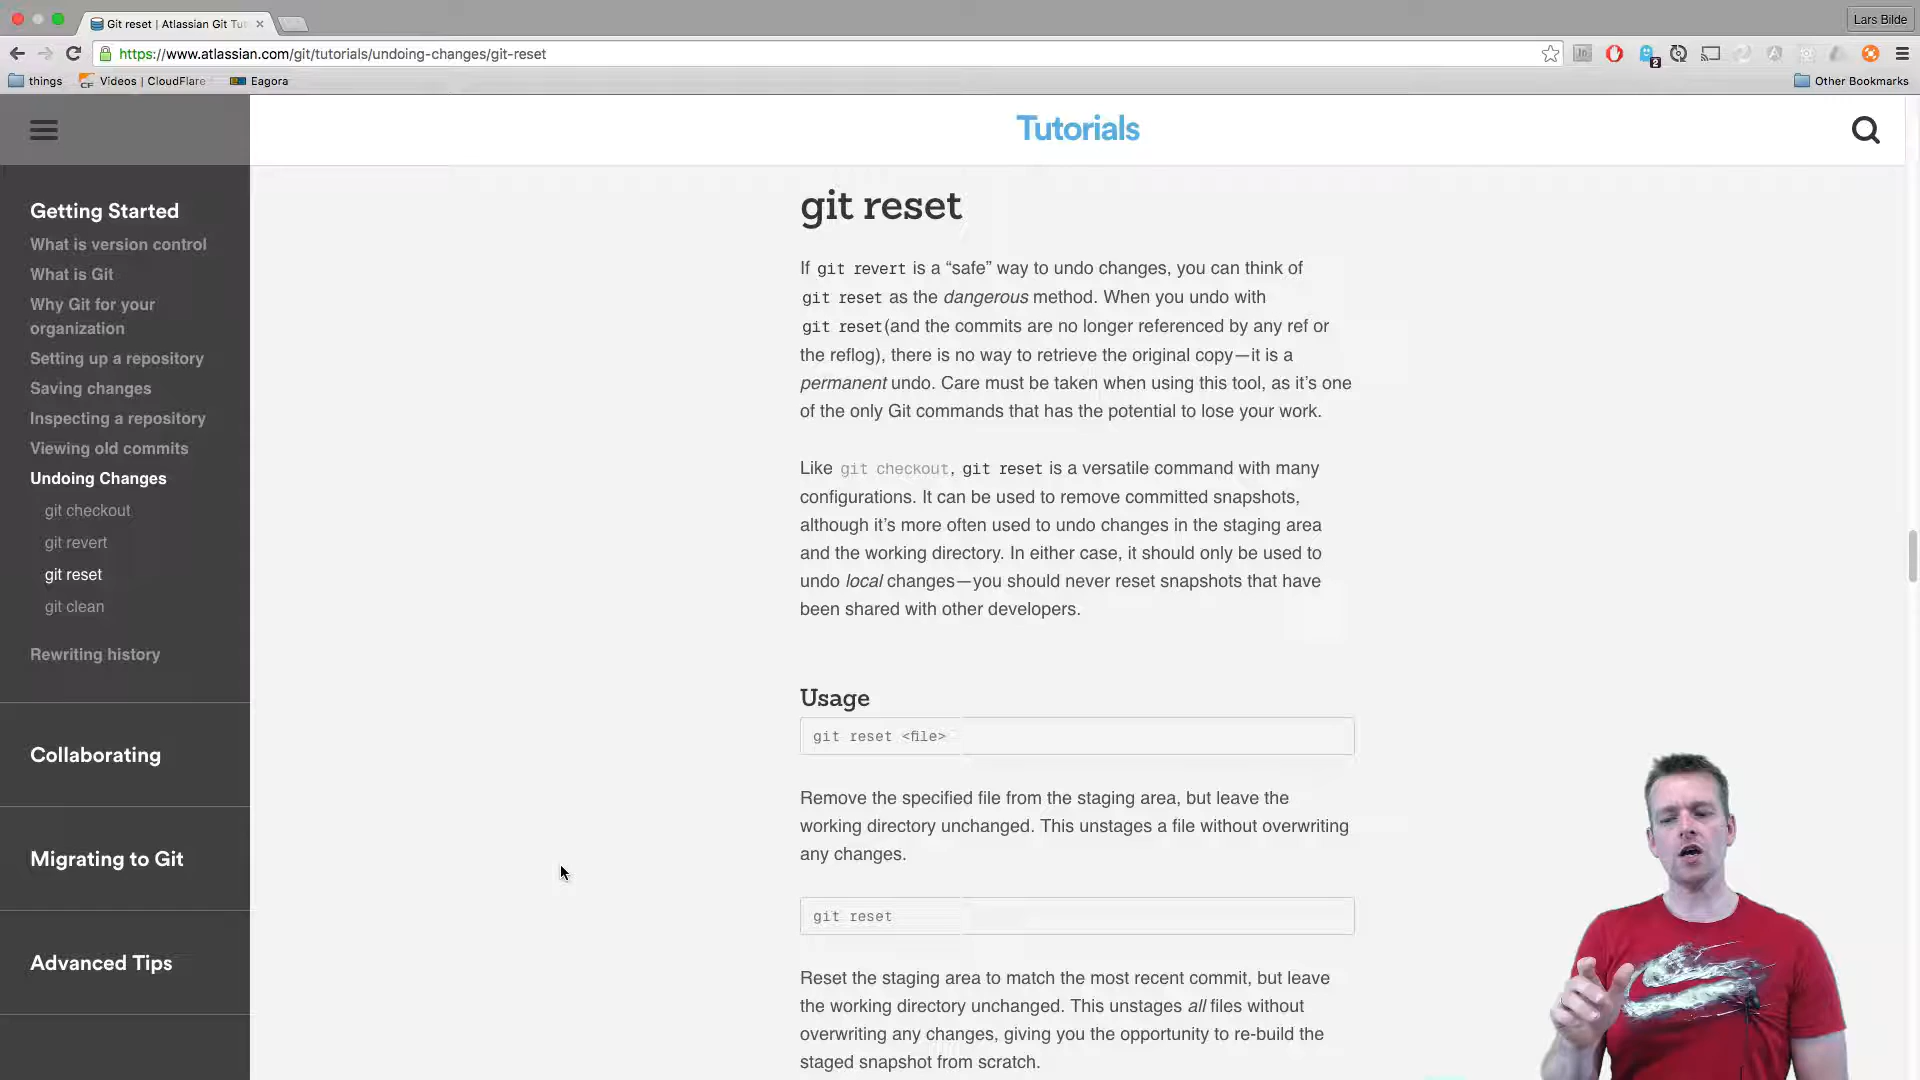 Git reset | Atlassian Git Tu
Lars Bilde
https://www.atlassian.com/git/tutorials/undoing-changes/git-reset
2
things
Videos | CloudFlare
Eagora
Other Bookmarks
Tutorials
Getting Started
What is version control
What is Git
Why Git for your
organization
Setting up a repository
Saving changes
Inspecting a repository
Viewing old commits
Undoing Changes
git checkout
git revert
git reset
git clean
Rewriting history
Collaborating
Migrating to Git
Advanced Tips
git reset
If git revert is a “safe” way to undo changes, you can think of
git reset as the dangerous method. When you undo with
git reset(and the commits are no longer referenced by any ref or
the reflog), there is no way to retrieve the original copy—it is a
permanent undo. Care must be taken when using this tool, as it’s one
of the only Git commands that has the potential to lose your work.
Like git checkout, git reset is a versatile command with many
configurations. It can be used to remove committed snapshots,
although it’s more often used to undo changes in the staging area
and the working directory. In either case, it should only be used to
undo local changes—you should never reset snapshots that have
been shared with other developers.
Usage
git reset <file>
Remove the specified file from the staging area, but leave the
working directory unchanged. This unstages a file without overwriting
any changes.
git reset
Reset the staging area to match the most recent commit, but leave
the working directory unchanged. This unstages all files without
overwriting any changes, giving you the opportunity to re-build the
staged snapshot from scratch.